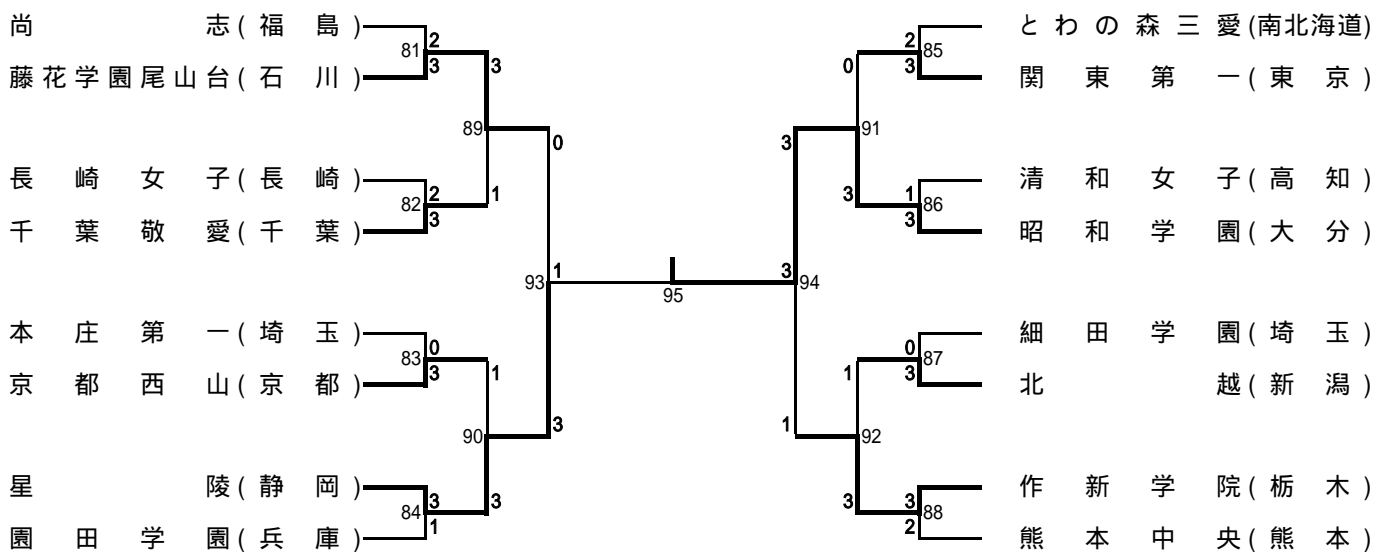 尚志(福島)
2
81
3
藤花学園尾山台(石川)
3
89
0
長崎女子(長崎)
2
82
3
千葉敬愛(千葉)
1
93
1
本庄第一(埼玉)
0
83
3
京都西山(京都)
1
90
3
星陵(静岡)
3
84
1
園田学園(兵庫)
3
95
とわの森三愛(南北海道)
2
85
3
関東第一(東京)
0
91
3
清和女子(高知)
1
86
3
昭和学園(大分)
3
3
94
細田学園(埼玉)
0
87
3
北越(新潟)
1
92
1
作新学院(栃木)
3
88
2
熊本中央(熊本)
3